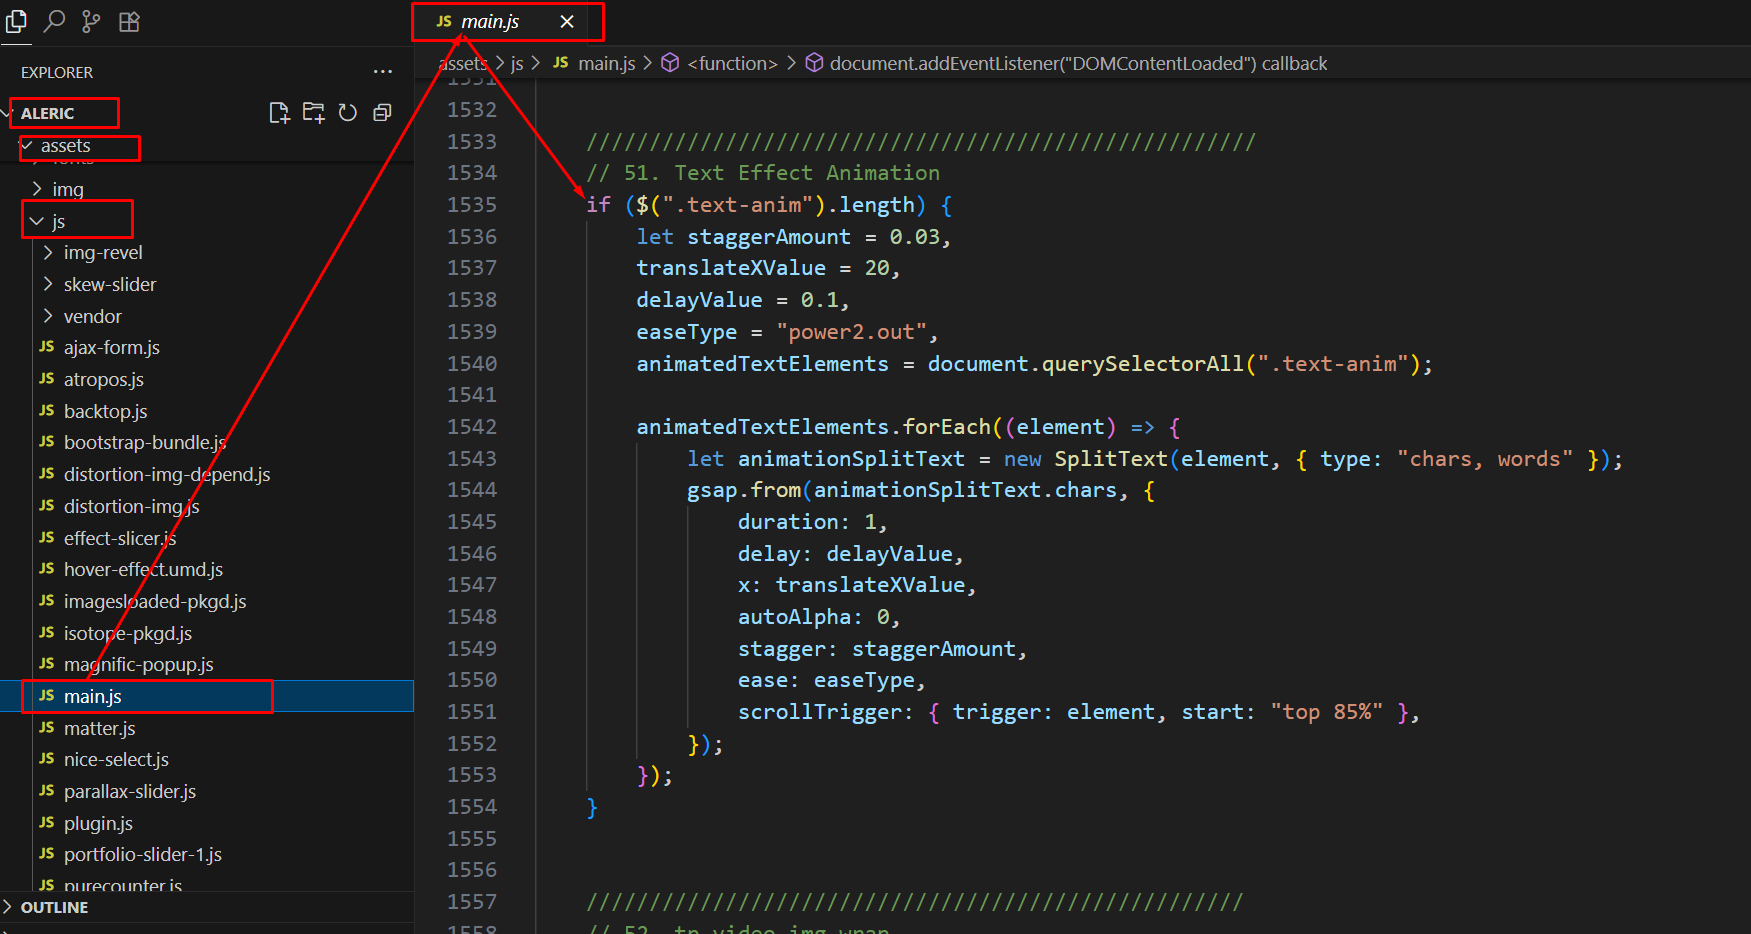 JS main.js
EXPLORER
assets > js > JS main.js > <function> > document.addEventListener("DOMContentLoaded") callback
ALERIC
assets
fonts
img
js
img-revel
skew-slider
vendor
JS ajax-form.js
JS atropos.js
JS backtop.js
JS bootstrap-bundle.js
JS distortion-img-depend.js
JS distortion-img.js
JS effect-slicer.js
JS hover-effect.umd.js
JS imagesloaded-pkgd.js
JS isotope-pkgd.js
JS magnific-popup.js
JS main.js
JS matter.js
JS nice-select.js
JS parallax-slider.js
JS plugin.js
JS portfolio-slider-1.js
JS purecounter.js
OUTLINE
1531
1532
1533 /////////////////////////////////////////////////////
1534 // 51. Text Effect Animation
1535 if ($(".text-anim").length) {
1536 let staggerAmount = 0.03,
1537 translateXValue = 20,
1538 delayValue = 0.1,
1539 easeType = "power2.out",
1540 animatedTextElements = document.querySelectorAll(".text-anim");
1541
1542 animatedTextElements.forEach((element) => {
1543 let animationSplitText = new SplitText(element, { type: "chars, words" });
1544 gsap.from(animationSplitText.chars, {
1545 duration: 1,
1546 delay: delayValue,
1547 x: translateXValue,
1548 autoAlpha: 0,
1549 stagger: staggerAmount,
1550 ease: easeType,
1551 scrollTrigger: { trigger: element, start: "top 85%" },
1552 });
1553 });
1554 }
1555
1556
1557 ////////////////////////////////////////////////////
1558 // 52. tp video img wrap